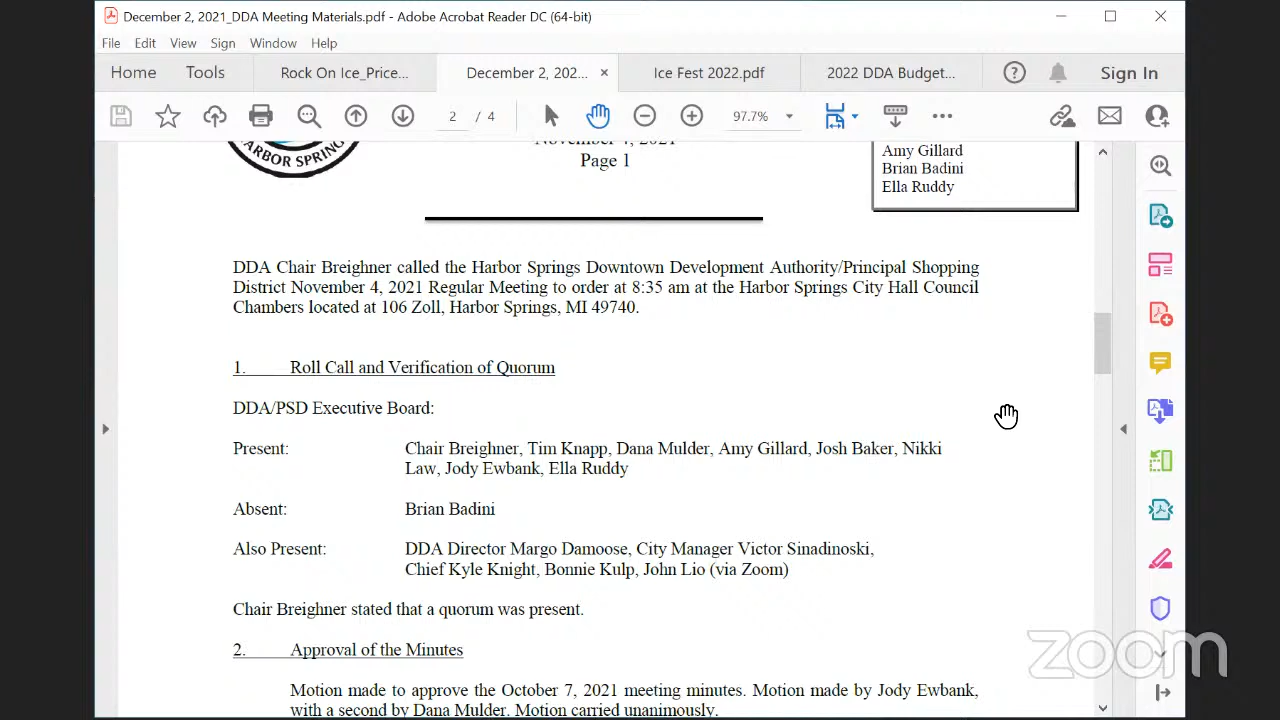 December 2, 2021_DDA Meeting Materials.pdf - Adobe Acrobat Reader DC (64-bit)
File Edit View Sign Window Help
Home Tools Rock On Ice_Price... December 2, 202... × Ice Fest 2022.pdf 2022 DDA Budget... Sign In
2 / 4 97.7%
HARBOR SPRINGS
November 4, 2021
Page 1
Amy Gillard
Brian Badini
Ella Ruddy
DDA Chair Breighner called the Harbor Springs Downtown Development Authority/Principal Shopping
District November 4, 2021 Regular Meeting to order at 8:35 am at the Harbor Springs City Hall Council
Chambers located at 106 Zoll, Harbor Springs, MI 49740.
1. Roll Call and Verification of Quorum
DDA/PSD Executive Board:
Present: Chair Breighner, Tim Knapp, Dana Mulder, Amy Gillard, Josh Baker, Nikki
Law, Jody Ewbank, Ella Ruddy
Absent: Brian Badini
Also Present: DDA Director Margo Damoose, City Manager Victor Sinadinoski,
Chief Kyle Knight, Bonnie Kulp, John Lio (via Zoom)
Chair Breighner stated that a quorum was present.
2. Approval of the Minutes
Motion made to approve the October 7, 2021 meeting minutes. Motion made by Jody Ewbank,
with a second by Dana Mulder. Motion carried unanimously.
zoom